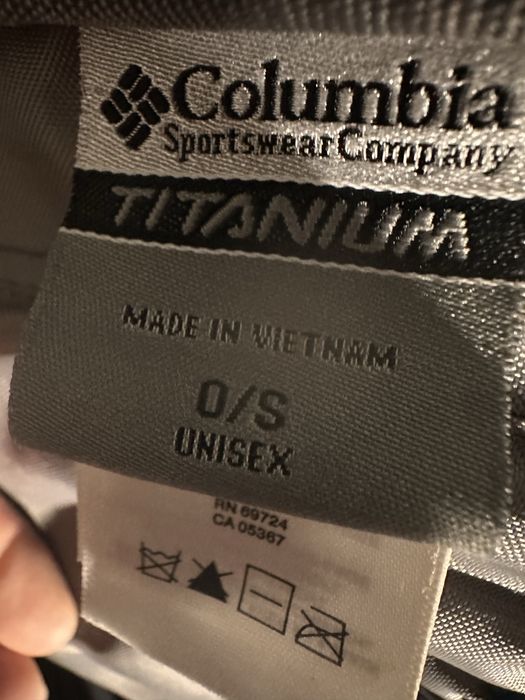 Columbia
Sportswear Company
TITANIUM
MADE IN VIETNAM
O/S
UNISEX
RN 69724
CA 05367